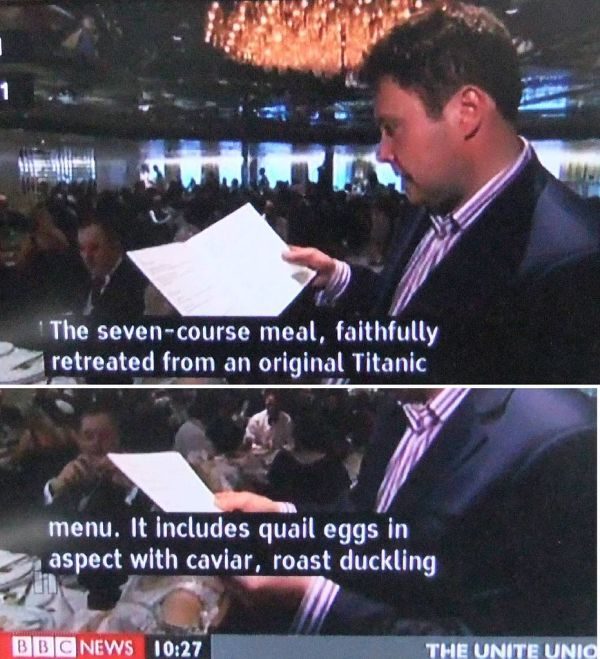 1
The seven-course meal, faithfully
retreated from an original Titanic
menu. It includes quail eggs in
aspect with caviar, roast duckling
BBC NEWS 10:27
THE UNITE UNIO